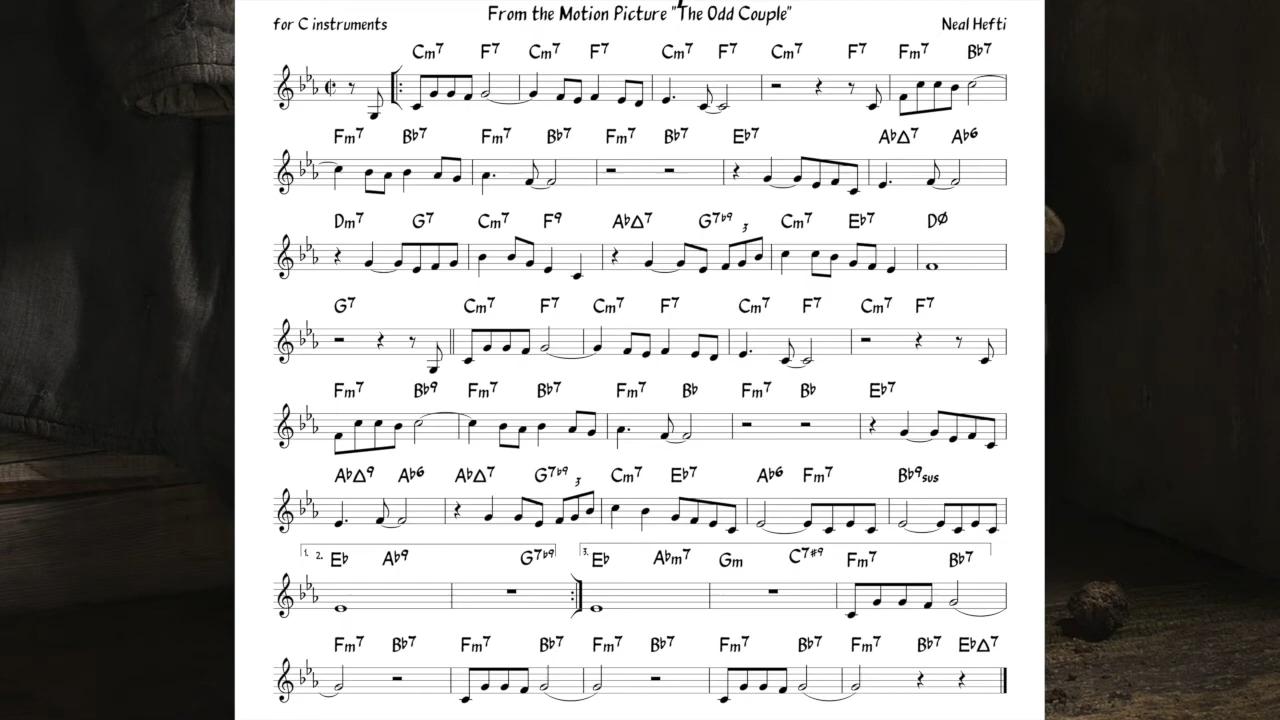 From the Motion Picture "The Odd Couple"
for C instruments Neal Hefti
Cm7 F7 Cm7 F7 Cm7 F7 Cm7 F7 Fm7 Bb7
Fm7 Bb7 Fm7 Bb7 Fm7 Bb7 Eb7 AbΔ7 Ab6
Dm7 G7 Cm7 F9 AbΔ7 G7b9 3 Cm7 Eb7 DØ
G7 Cm7 F7 Cm7 F7 Cm7 F7 Cm7 F7
Fm7 Bb9 Fm7 Bb7 Fm7 Bb Fm7 Bb Eb7
AbΔ9 Ab6 AbΔ7 G7b9 3 Cm7 Eb7 Ab6 Fm7 Bb9sus
1. 2. Eb Ab9 G7b9 3. Eb Abm7 Gm C7#9 Fm7 Bb7
Fm7 Bb7 Fm7 Bb7 Fm7 Bb7 Fm7 Bb7 Fm7 Bb7 EbΔ7